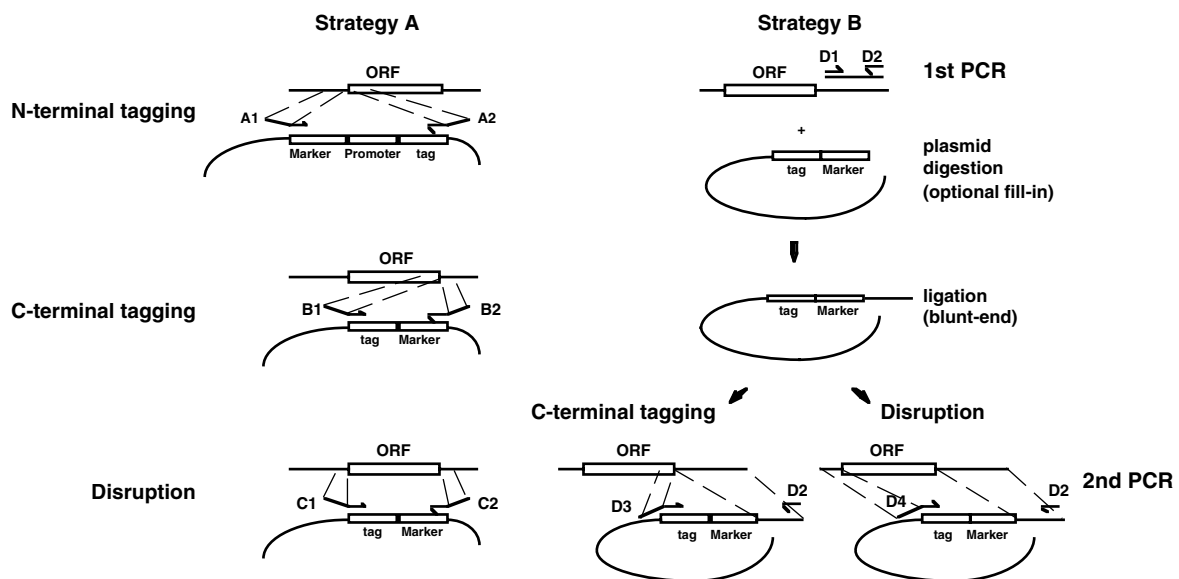 Strategy A
Strategy B
N-terminal tagging
ORF
A1
A2
Marker Promoter tag
D1 D2
ORF
1st PCR
+
tag Marker
plasmid
digestion
(optional fill-in)
C-terminal tagging
ORF
B1
B2
tag Marker
tag Marker
ligation
(blunt-end)
C-terminal tagging
Disruption
Disruption
ORF
C1
C2
tag Marker
ORF
D3
D2
tag Marker
ORF
D4
D2
tag Marker
2nd PCR